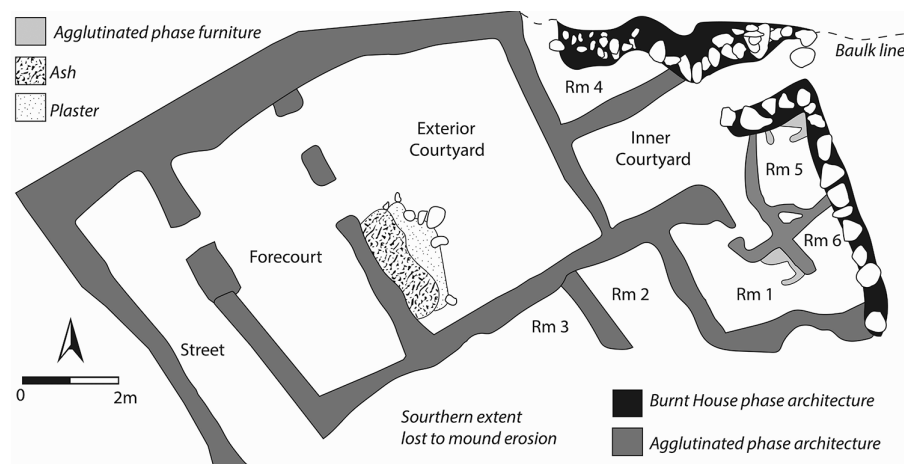 Agglutinated phase furniture
Ash
Plaster
Baulk line
Rm 4
Exterior
Courtyard
Inner
Courtyard
Rm 5
Rm 6
Forecourt
Rm 2
Rm 1
Rm 3
Street
0
2m
Sourthern extent
lost to mound erosion
Burnt House phase architecture
Agglutinated phase architecture